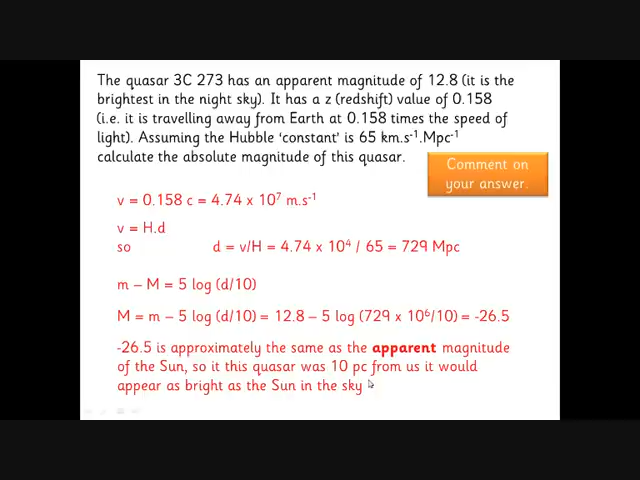 The quasar 3C 273 has an apparent magnitude of 12.8 (it is the
brightest in the night sky). It has a z (redshift) value of 0.158
(i.e. it is travelling away from Earth at 0.158 times the speed of
light). Assuming the Hubble ‘constant’ is 65 km.s⁻¹.Mpc⁻¹
calculate the absolute magnitude of this quasar.
Comment on
your answer.
v = 0.158 c = 4.74 x 10⁷ m.s⁻¹
v = H.d
so d = v/H = 4.74 x 10⁴ / 65 = 729 Mpc
m – M = 5 log (d/10)
M = m – 5 log (d/10) = 12.8 – 5 log (729 x 10⁶/10) = -26.5
-26.5 is approximately the same as the apparent magnitude
of the Sun, so it this quasar was 10 pc from us it would
appear as bright as the Sun in the sky